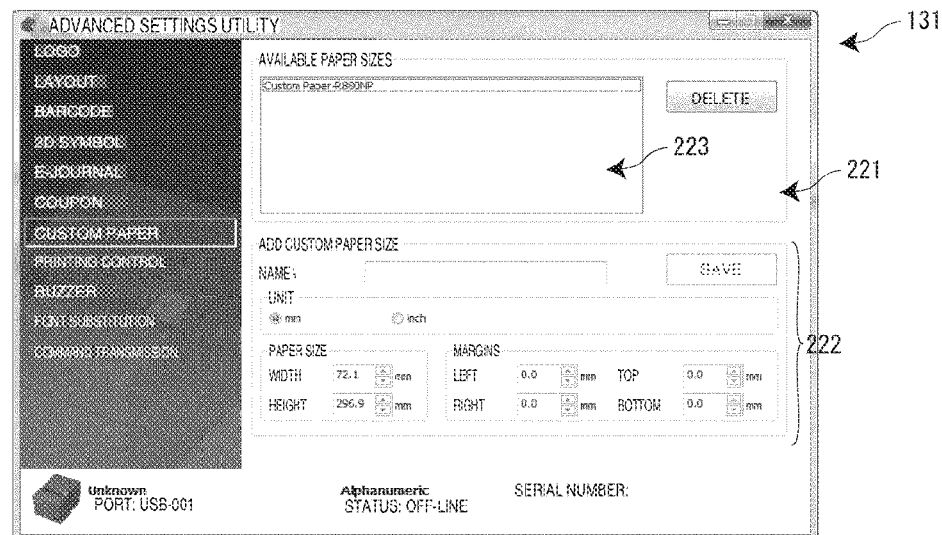 ADVANCED SETTINGS UTILITY
131
LOGO
LAYOUT
BARCODE
2D SYMBOL
E-JOURNAL
COUPON
CUSTOM PAPER
PRINTING CONTROL
BUZZER
FONT SUBSTITUTION
COMMAND TRANSMISSION
AVAILABLE PAPER SIZES
DELETE
223
221
ADD CUSTOM PAPER SIZE
NAME:
SAVE
UNIT
mm inch
222
PAPER SIZE
WIDTH 72.1 mm
HEIGHT 296.9 mm
MARGINS
LEFT 0.0 mm TOP 0.0 mm
RIGHT 0.0 mm BOTTOM 0.0 mm
Unknown
PORT: USB-001
Alphanumeric
STATUS: OFF-LINE
SERIAL NUMBER: